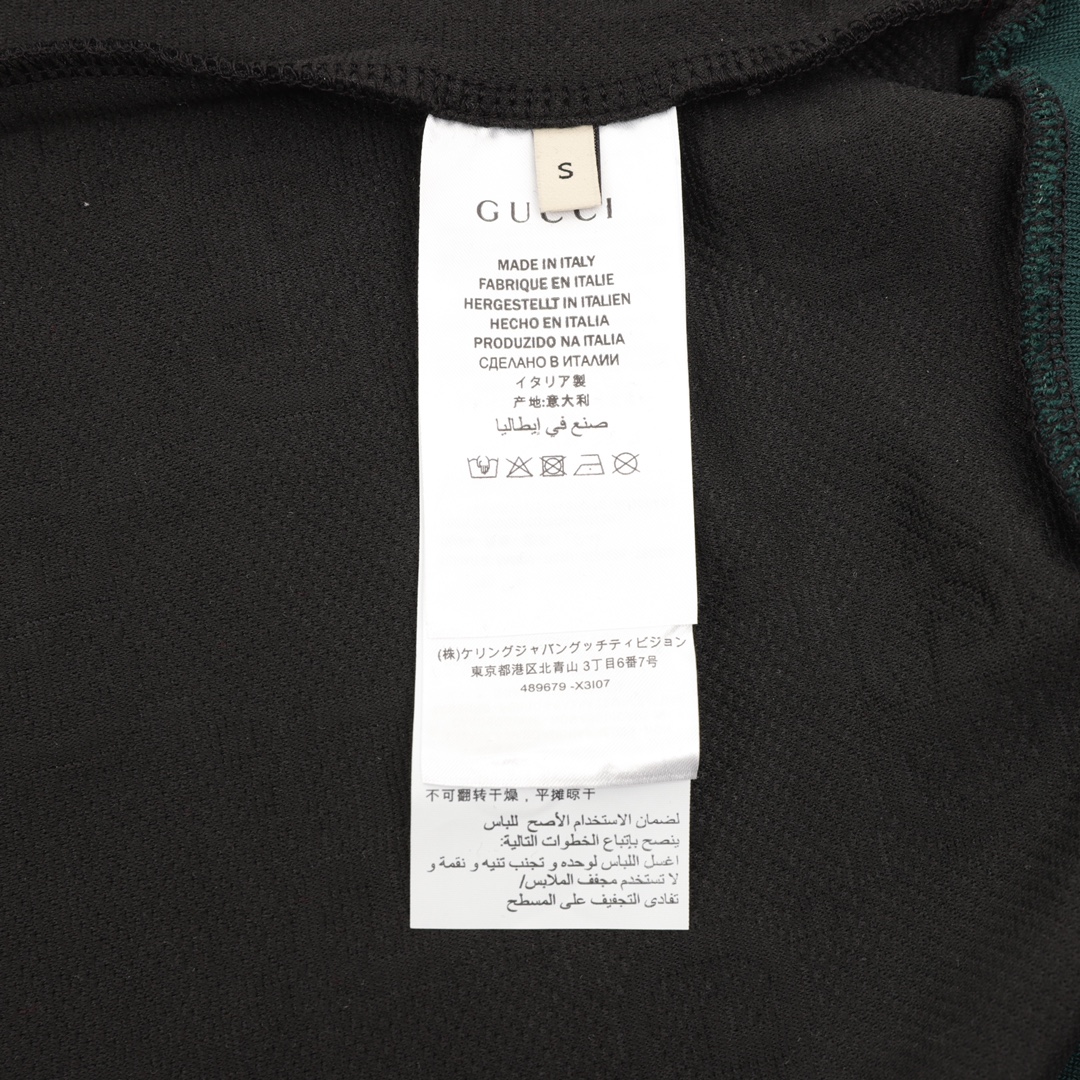 S
GUCCI
MADE IN ITALY
FABRIQUE EN ITALIE
HERGESTELLT IN ITALIEN
HECHO EN ITALIA
PRODUZIDO NA ITALIA
СДЕЛАНО В ИТАЛИИ
イタリア製
产地:意大利
صنع في إيطاليا
(株)ケリングジャパングッチティビジョン
東京都港区北青山 3丁目6番7号
489679 -X3I07
不可翻转干燥，平摊晾干
لضمان الاستخدام الأصح للباس
ينصح بإتباع الخطوات التالية:
اغسل اللباس لوحده و تجنب تنيه و نقمة و
لا تستخدم مجفف الملابس/
تفادى التجفيف على المسطح